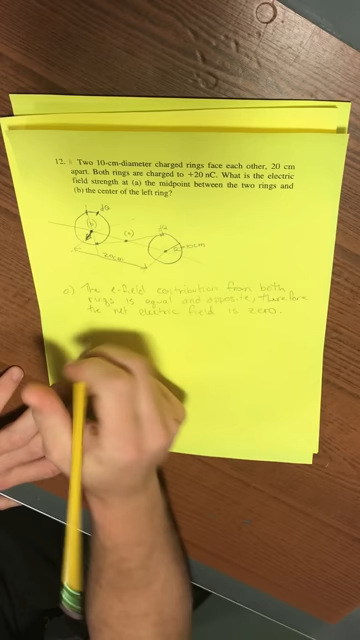 12. Two 10-cm-diameter charged rings face each other, 20 cm
apart. Both rings are charged to +20 nC. What is the electric
field strength at (a) the midpoint between the two rings and
(b) the center of the left ring?
dQ
(b)
(a)
dQ
20cm
a) The e-field contribution from both
rings is equal and opposite, therefore
the net electric field is zero.